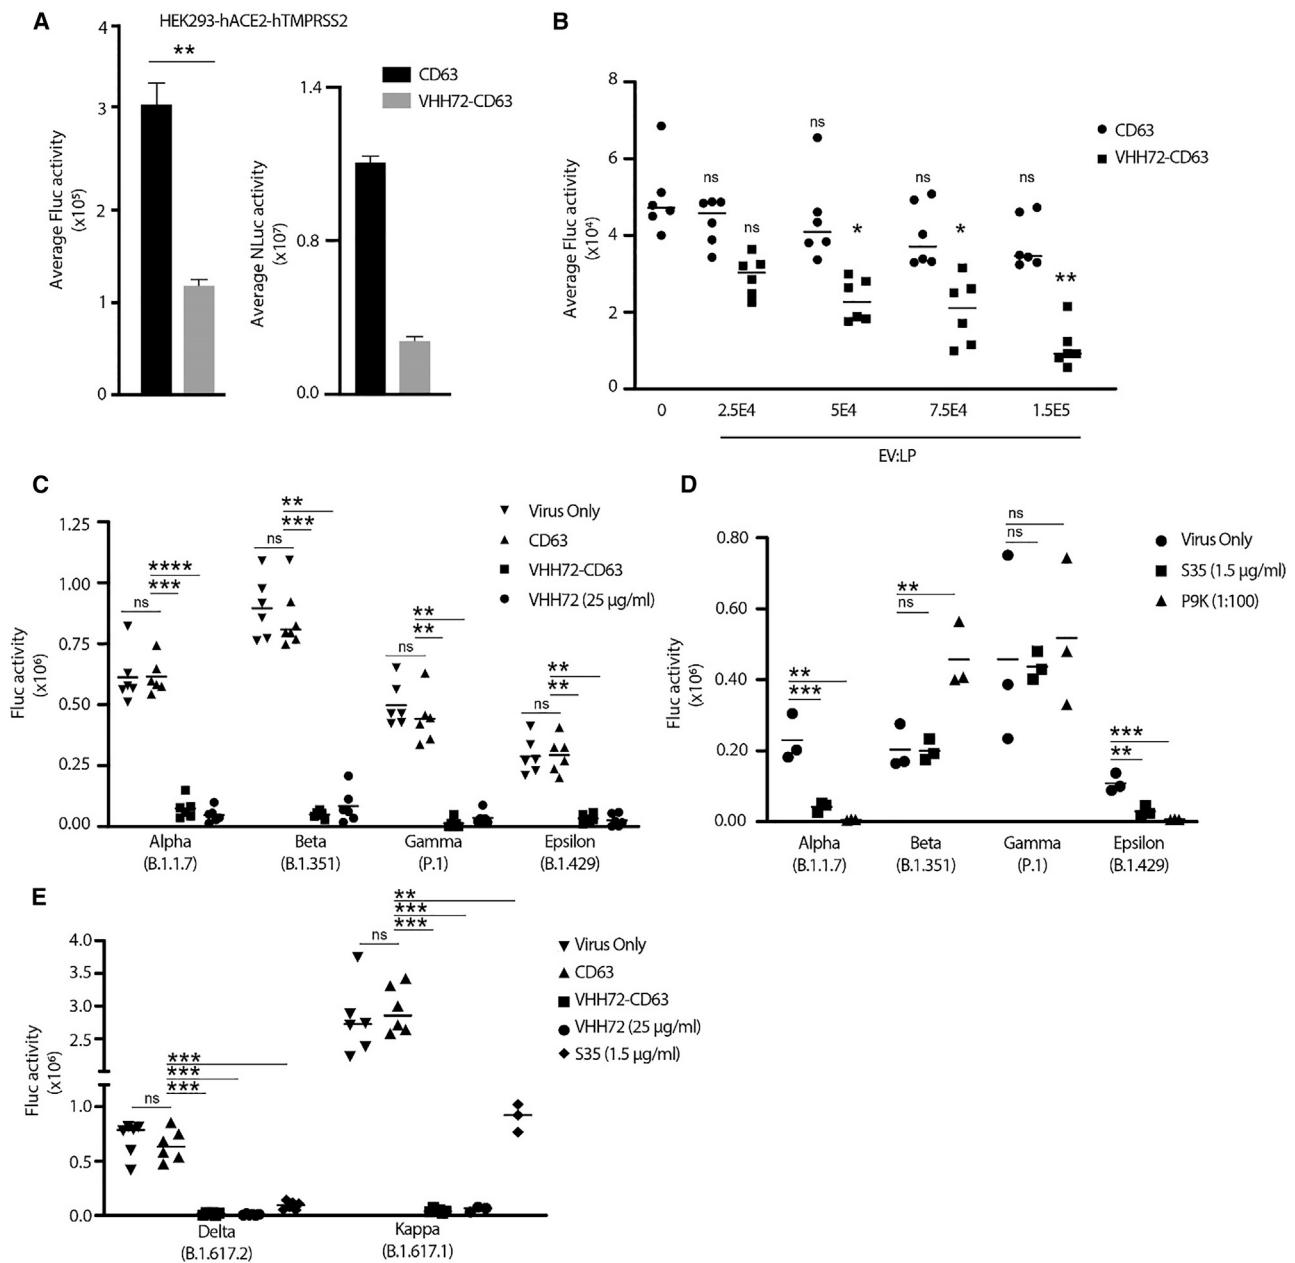 A
HEK293-hACE2-hTMPRSS2
Average Fluc activity
(x10⁵)
4
3
2
1
0
**
Average NLuc activity
(x10⁷)
1.4
0.8
0.0
CD63
VHH72-CD63
B
Average Fluc activity
(x10⁴)
8
6
4
2
0
ns
ns
ns
*
ns
*
ns
**
CD63
VHH72-CD63
0 2.5E4 5E4 7.5E4 1.5E5
EV:LP
C
Fluc activity
(x10⁶)
1.25
1.00
0.75
0.50
0.25
0.00
****
***
ns
**
***
ns
**
**
ns
**
**
ns
Virus Only
CD63
VHH72-CD63
VHH72 (25 µg/ml)
Alpha Beta Gamma Epsilon
(B.1.1.7) (B.1.351) (P.1) (B.1.429)
D
Fluc activity
(x10⁶)
0.80
0.60
0.40
0.20
0.00
**
***
**
ns
ns
ns
***
**
Virus Only
S35 (1.5 µg/ml)
P9K (1:100)
Alpha Beta Gamma Epsilon
(B.1.1.7) (B.1.351) (P.1) (B.1.429)
E
Fluc activity
(x10⁶)
4.0
3.5
3.0
2.5
1.0
0.5
0.0
***
***
***
ns
**
***
***
ns
Virus Only
CD63
VHH72-CD63
VHH72 (25 µg/ml)
S35 (1.5 µg/ml)
Delta Kappa
(B.1.617.2) (B.1.617.1)